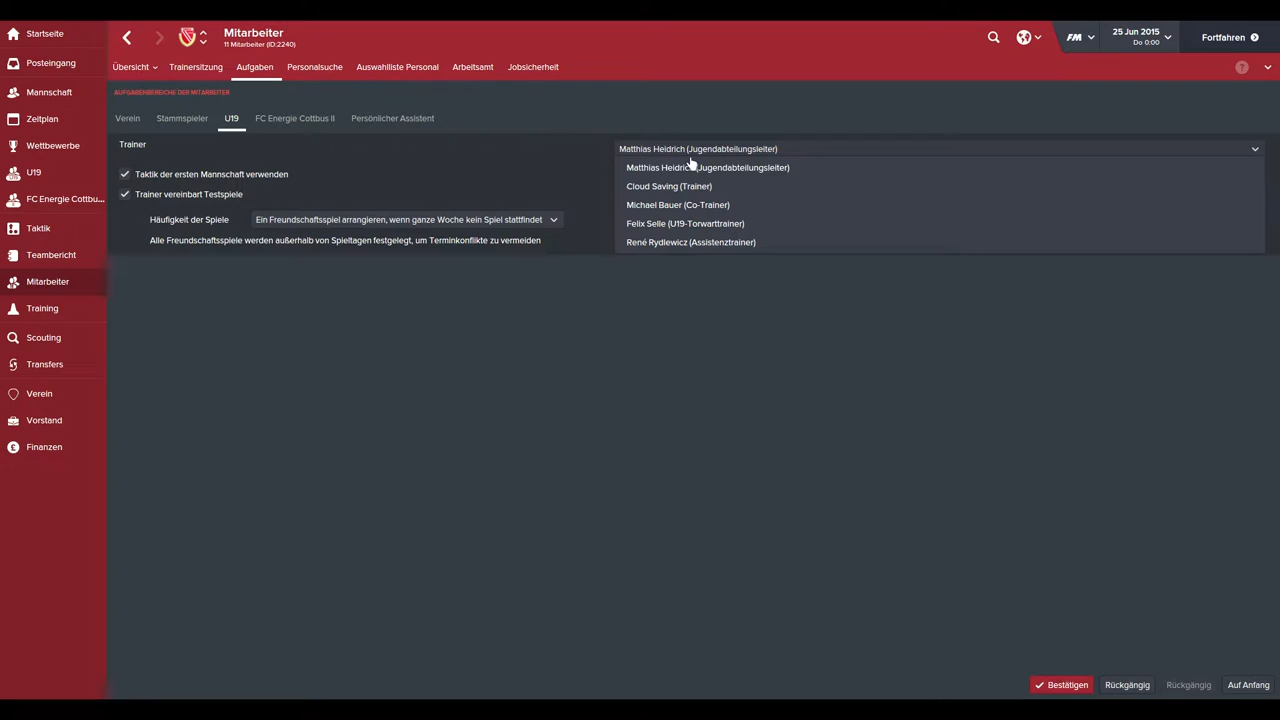 Startseite
Posteingang
Mannschaft
Zeitplan
Wettbewerbe
U19
FC Energie Cottbu...
Taktik
Teambericht
Mitarbeiter
Training
Scouting
Transfers
Verein
Vorstand
Finanzen
Mitarbeiter
11 Mitarbeiter (ID:2240)
FM
25 Jun 2015
Do 0:00
Fortfahren
Übersicht Trainersitzung Aufgaben Personalsuche Auswahlliste Personal Arbeitsamt Jobsicherheit
?
AUFGABENBEREICHE DER MITARBEITER
Verein Stammspieler U19 FC Energie Cottbus II Persönlicher Assistent
Trainer
Taktik der ersten Mannschaft verwenden
Trainer vereinbart Testspiele
Häufigkeit der Spiele Ein Freundschaftsspiel arrangieren, wenn ganze Woche kein Spiel stattfindet
Alle Freundschaftsspiele werden außerhalb von Spieltagen festgelegt, um Terminkonflikte zu vermeiden
Matthias Heidrich (Jugendabteilungsleiter)
Matthias Heidrich (Jugendabteilungsleiter)
Cloud Saving (Trainer)
Michael Bauer (Co-Trainer)
Felix Selle (U19-Torwarttrainer)
René Rydlewicz (Assistenztrainer)
Bestätigen Rückgängig Rückgängig Auf Anfang